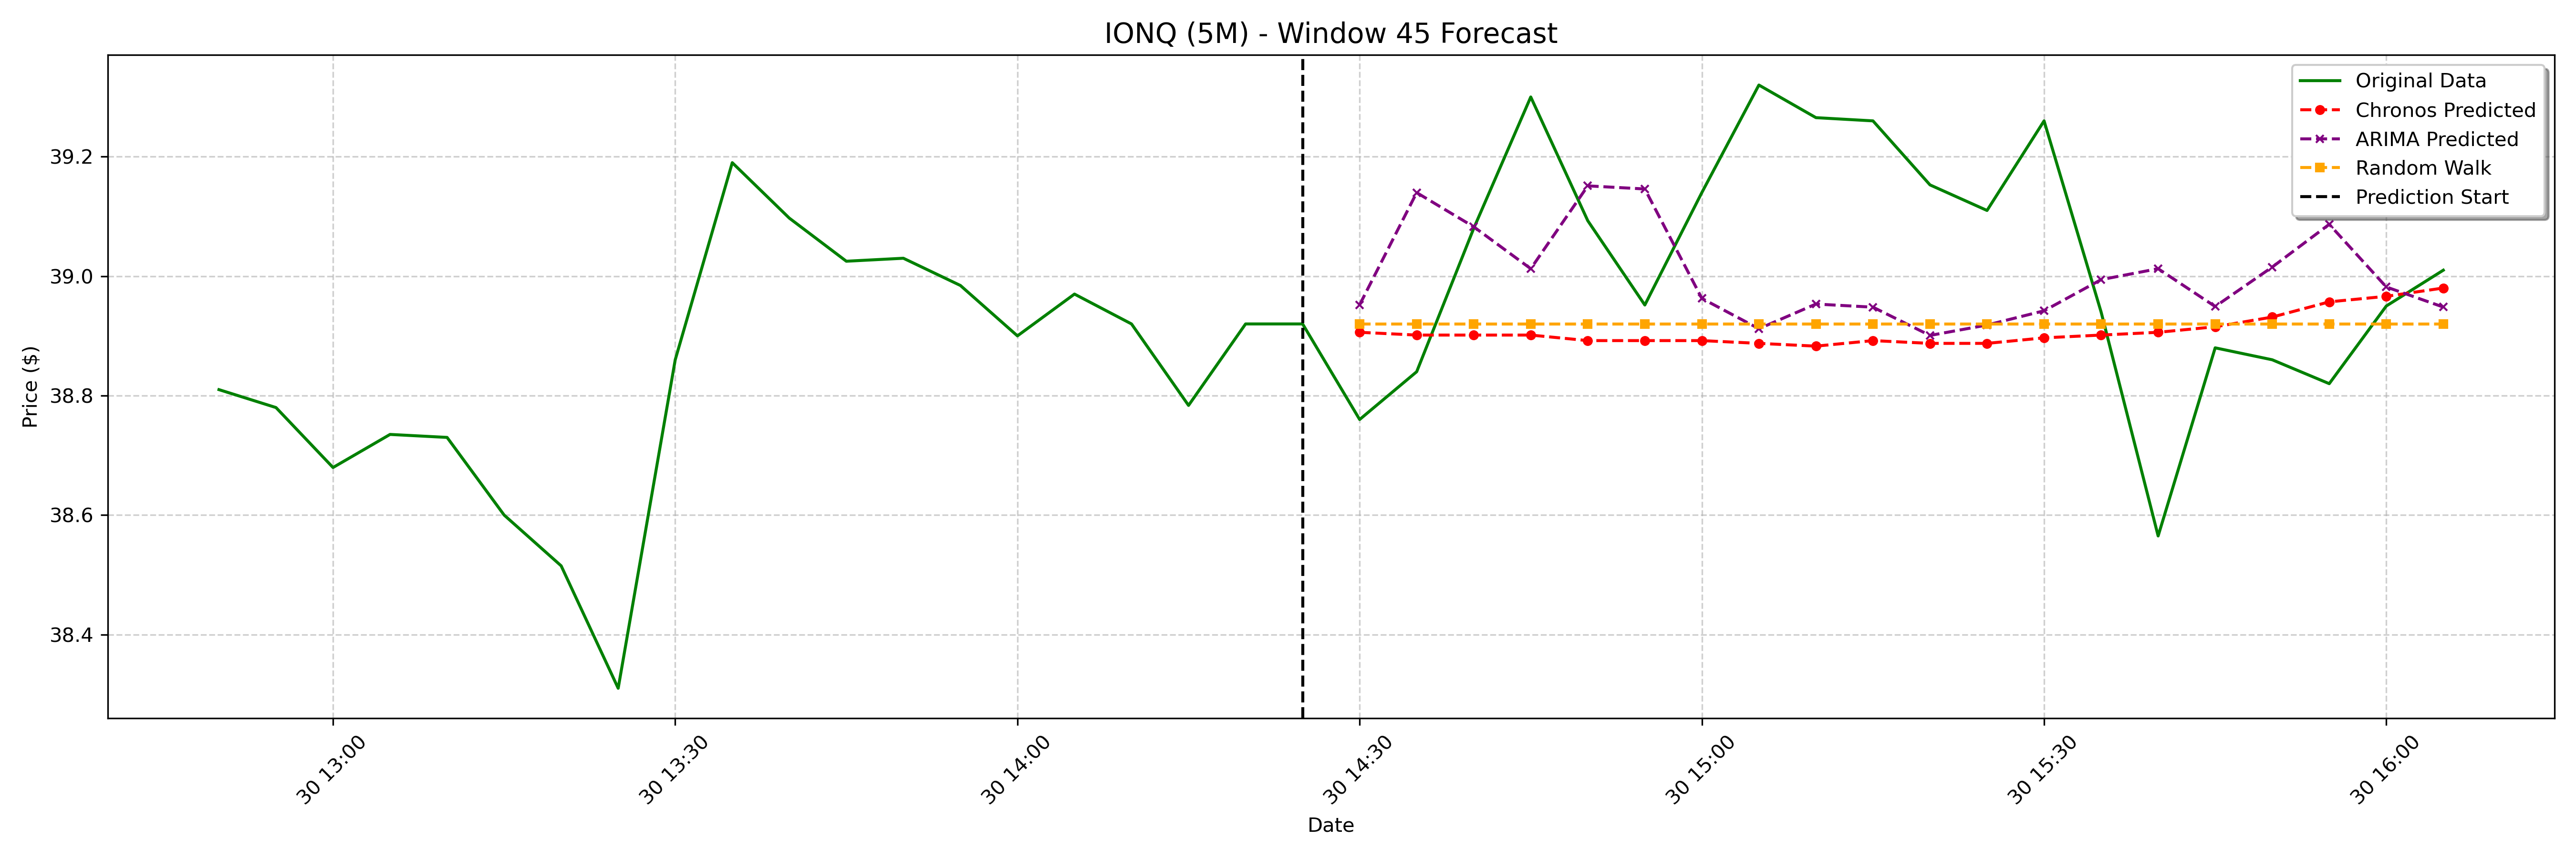 IONQ (5M) - Window 45 Forecast
Original Data
Chronos Predicted
ARIMA Predicted
Random Walk
Prediction Start
Price ($)
39.2
39.0
38.8
38.6
38.4
30 13:00
30 13:30
30 14:00
30 14:30
30 15:00
30 15:30
30 16:00
Date